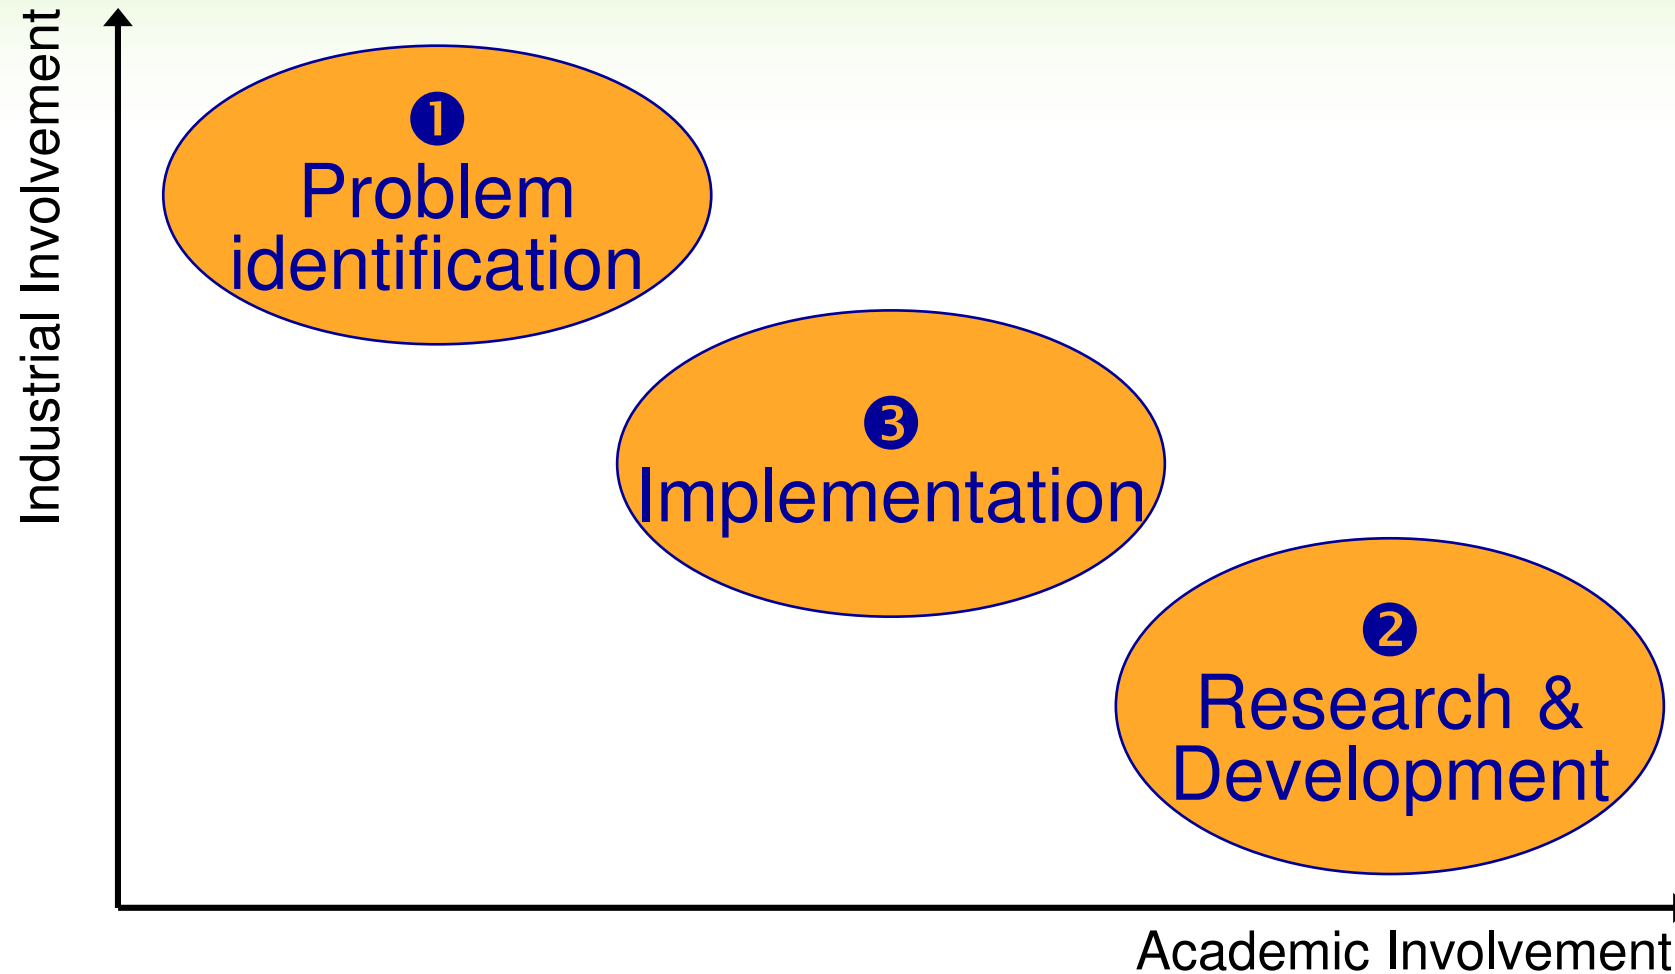 Industrial Involvement
❶
Problem
identification
❸
Implementation
❷
Research &
Development
Academic Involvement